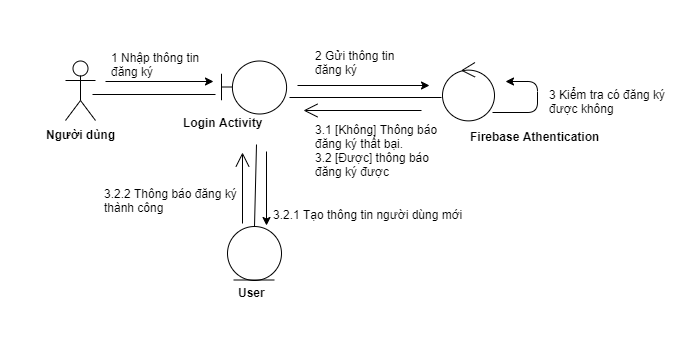 1 Nhập thông tin
đăng ký
Người dùng
Login Activity
2 Gửi thông tin
đăng ký
3 Kiểm tra có đăng ký
được không
Firebase Athentication
3.1 [Không] Thông báo
đăng ký thất bại.
3.2 [Được] thông báo
đăng ký được
3.2.2 Thông báo đăng ký
thành công
3.2.1 Tạo thông tin người dùng mới
User